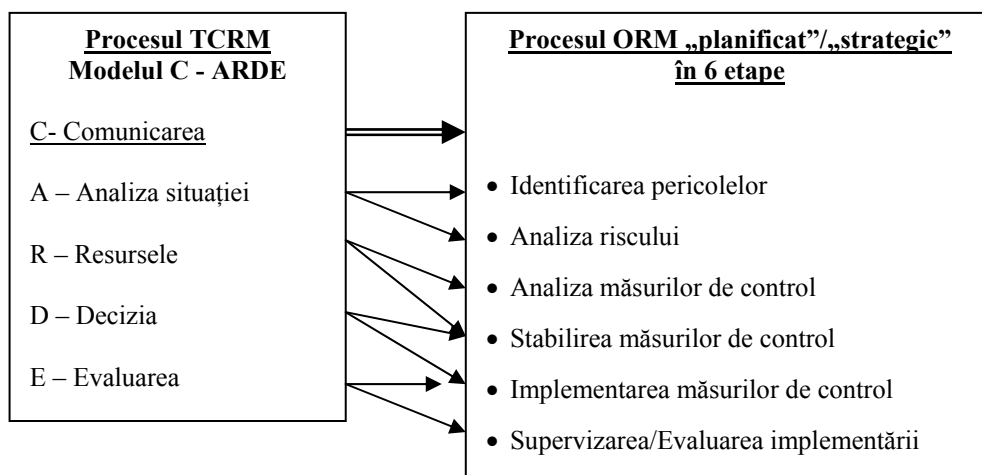 Procesul TCRM
Modelul C - ARDE
C- Comunicarea
A – Analiza situației
R – Resursele
D – Decizia
E – Evaluarea
Procesul ORM „planificat”/„strategic”
în 6 etape
• Identificarea pericolelor
• Analiza riscului
• Analiza măsurilor de control
• Stabilirea măsurilor de control
• Implementarea măsurilor de control
• Supervizarea/Evaluarea implementării